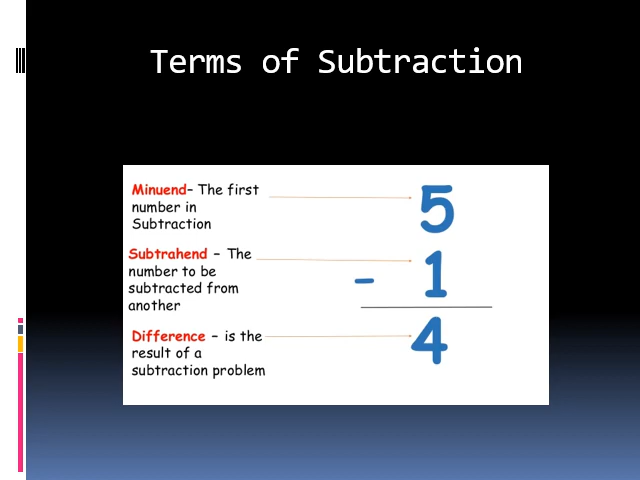 Terms of Subtraction
Minuend– The first
number in
Subtraction
5
Subtrahend – The
number to be
subtracted from
another
– 1
Difference – is the
result of a
subtraction problem
4